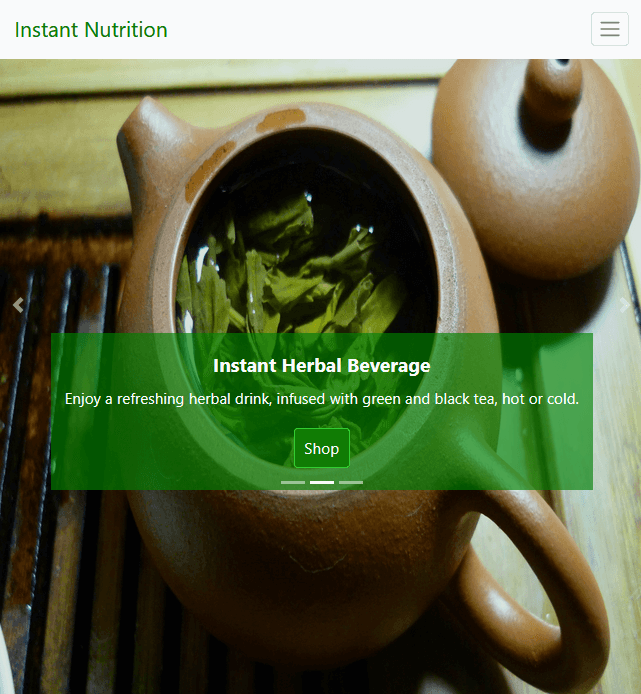 Instant Nutrition
Instant Herbal Beverage
Enjoy a refreshing herbal drink, infused with green and black tea, hot or cold.
Shop